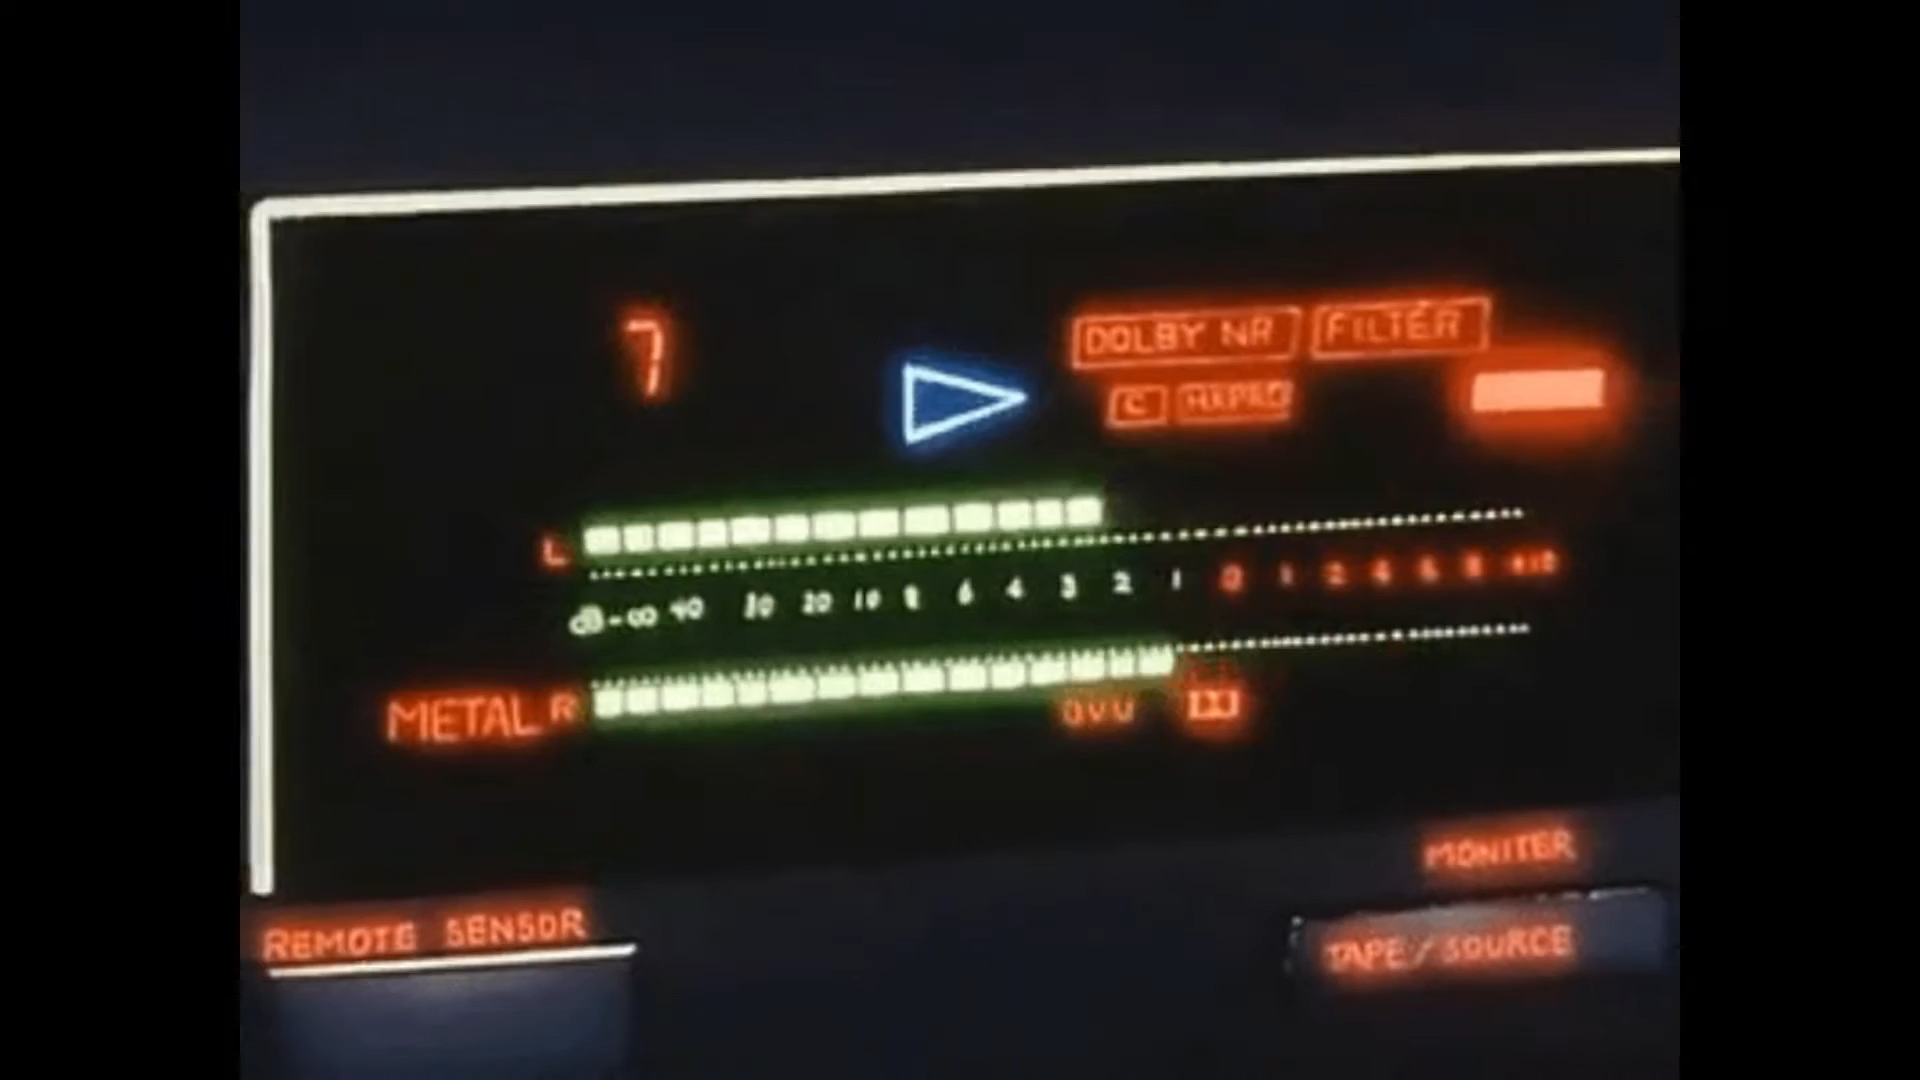 7
DOLBY NR FILTER
C HXPRO
L
dB-∞ 40 30 20 10 8 6 4 3 2 1 0 1 2 4 6 8 +10
METAL R
0VU
MONITER
REMOTE SENSOR
TAPE/SOURCE